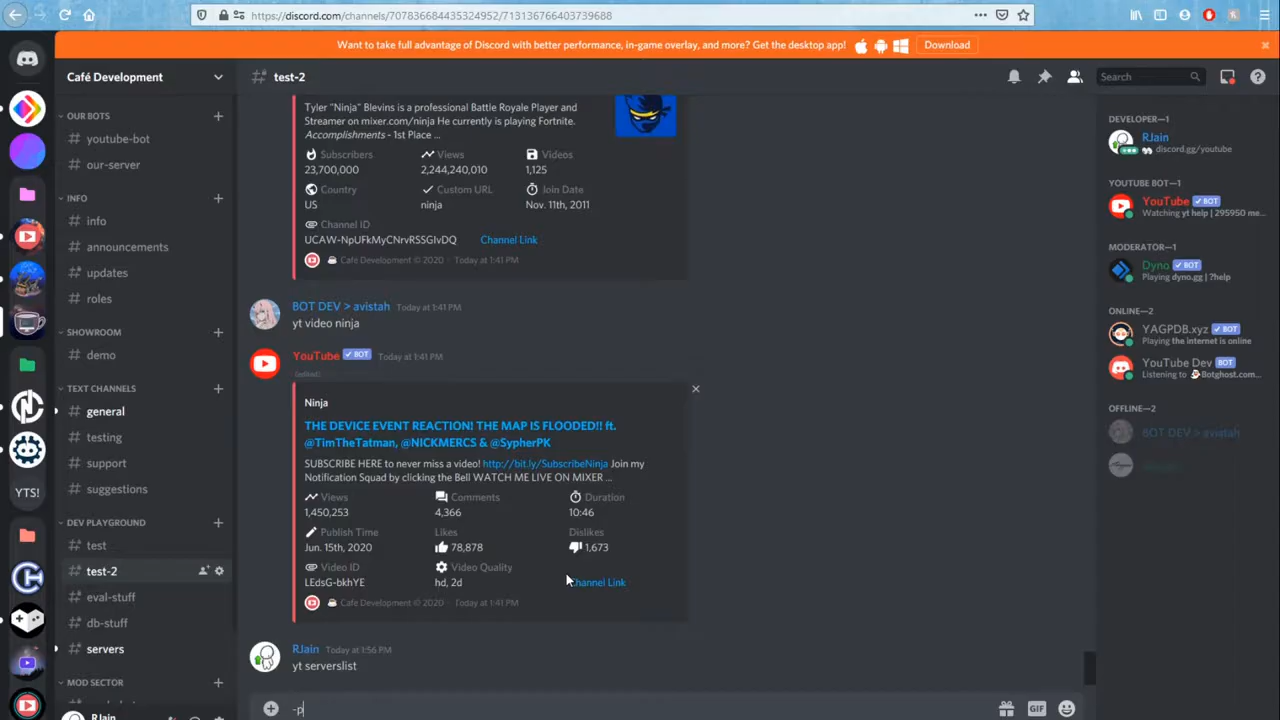 https://discord.com/channels/707836684435324952/713136766403739688
Want to take full advantage of Discord with better performance, in-game overlay, and more? Get the desktop app! Download
Café Development
# test-2
Search
OUR BOTS
# youtube-bot
# our-server
INFO
# info
# announcements
# updates
# roles
SHOWROOM
# demo
TEXT CHANNELS
# general
# testing
# support
# suggestions
DEV PLAYGROUND
# test
# test-2
# eval-stuff
# db-stuff
# servers
MOD SECTOR
RJain
YTS!
Tyler "Ninja" Blevins is a professional Battle Royale Player and
Streamer on mixer.com/ninja He currently is playing Fortnite.
Accomplishments - 1st Place ...
Subscribers Views Videos
23,700,000 2,244,240,010 1,125
Country Custom URL Join Date
US ninja Nov. 11th, 2011
Channel ID
UCAW-NpUFkMyCNrvRSSGIvDQ Channel Link
Cafe Development © 2020 | Today at 1:41 PM
BOT DEV > avistah Today at 1:41 PM
yt video ninja
YouTube BOT Today at 1:41 PM
(edited)
Ninja
THE DEVICE EVENT REACTION! THE MAP IS FLOODED!! ft.
@TimTheTatman, @NICKMERCS & @SypherPK
SUBSCRIBE HERE to never miss a video! http://bit.ly/SubscribeNinja Join my
Notification Squad by clicking the Bell WATCH ME LIVE ON MIXER ...
Views Comments Duration
1,450,253 4,366 10:46
Publish Time Likes Dislikes
Jun. 15th, 2020 78,878 1,673
Video ID Video Quality
LEdsG-bkhYE hd, 2d Channel Link
Cafe Development © 2020 | Today at 1:41 PM
RJain Today at 1:56 PM
yt serverslist
-p
GIF
DEVELOPER—1
RJain
discord.gg/youtube
YOUTUBE BOT—1
YouTube BOT
Watching yt help | 295950 me...
MODERATOR—1
Dyno BOT
Playing dyno.gg | ?help
ONLINE—2
YAGPDB.xyz BOT
Playing the internet is online
YouTube Dev BOT
Listening to Botghost.com...
OFFLINE—2
BOT DEV > avistah